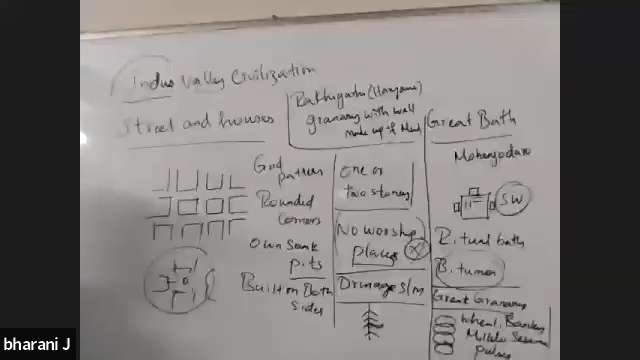 Indus Valley Civilization
Street and houses
Rakhigarhi (Haryana)
granary with wall
made up of Mud
Great Bath
Mohenjodaro
SW
Ritual bath
Bitumen
Great Granary
Wheat, Barley
Millets Sesame
pulses
Grid
pattern
Rounded
corners
Own Soak
pits
Built on Both
sides
One or
two storeys
No worship
place
Drainage s/m
bharani J